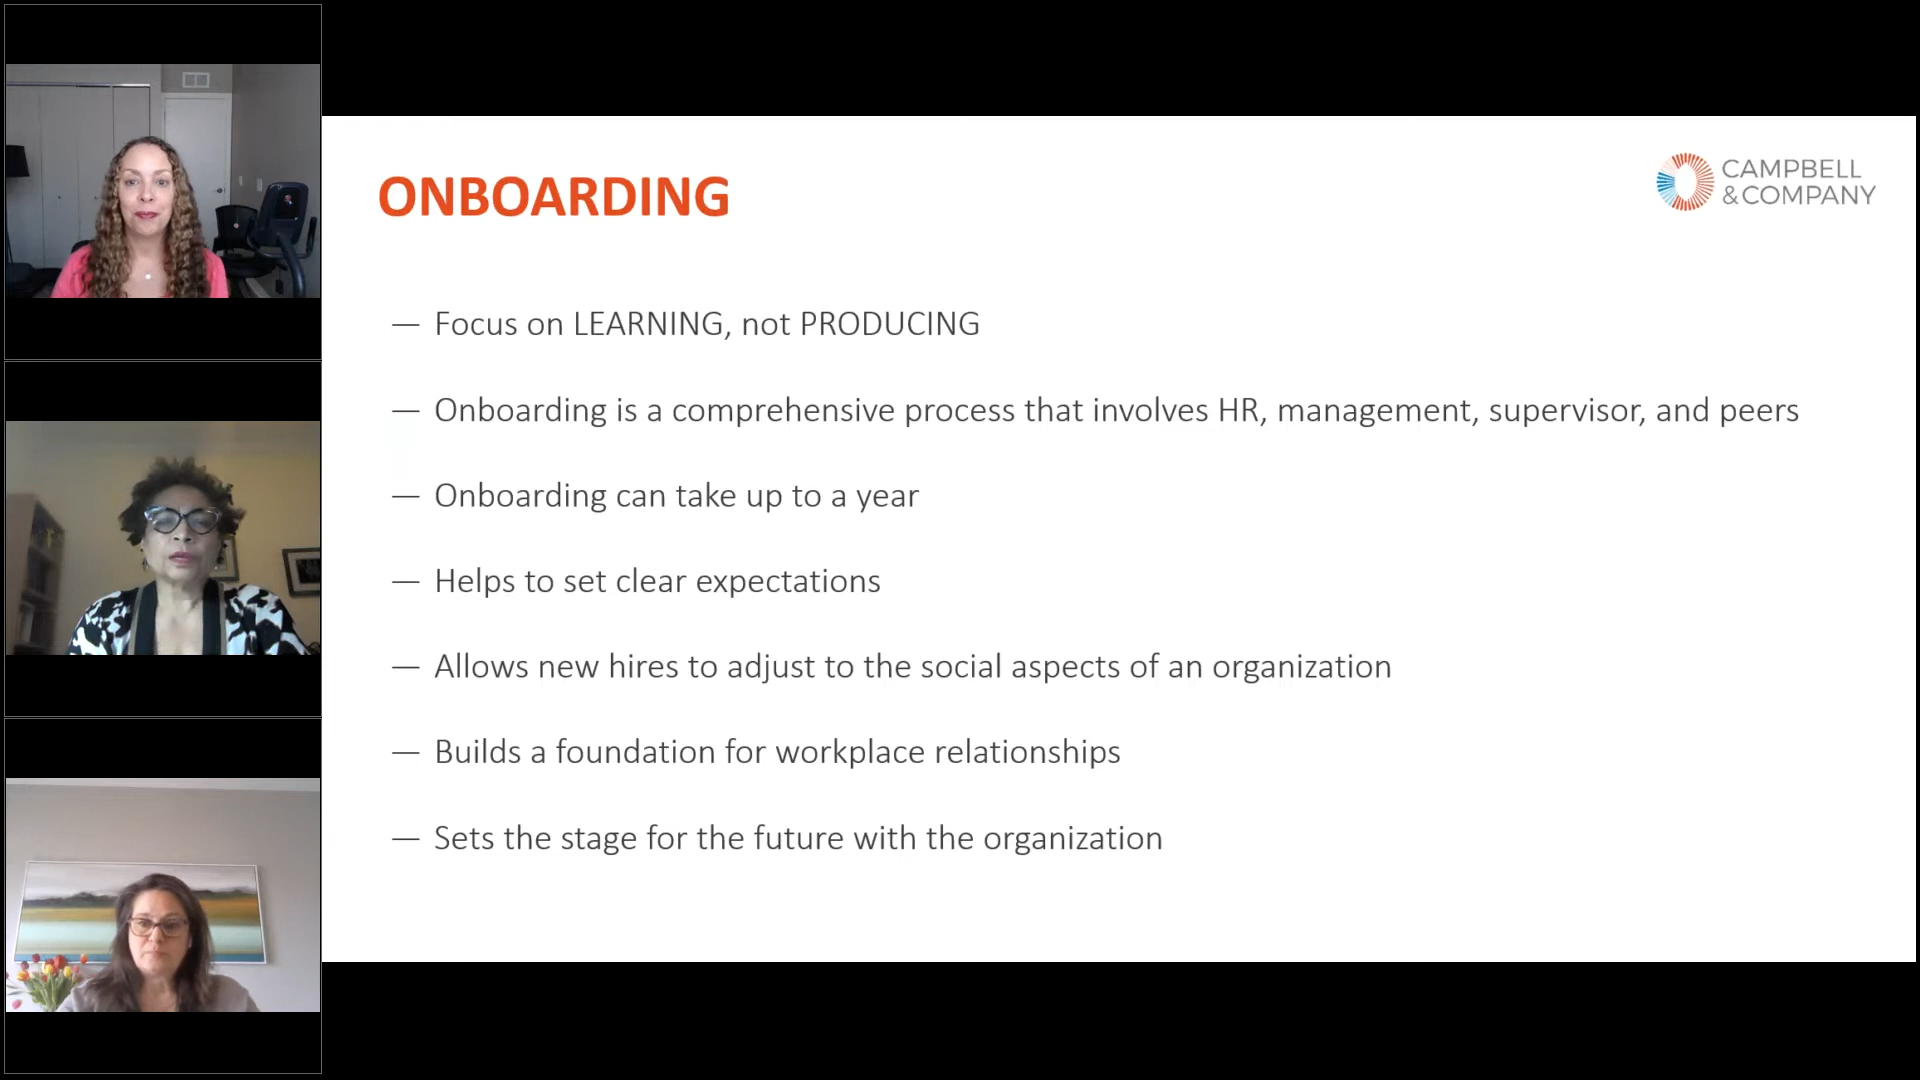 ONBOARDING
CAMPBELL
&COMPANY
— Focus on LEARNING, not PRODUCING
— Onboarding is a comprehensive process that involves HR, management, supervisor, and peers
— Onboarding can take up to a year
— Helps to set clear expectations
— Allows new hires to adjust to the social aspects of an organization
— Builds a foundation for workplace relationships
— Sets the stage for the future with the organization